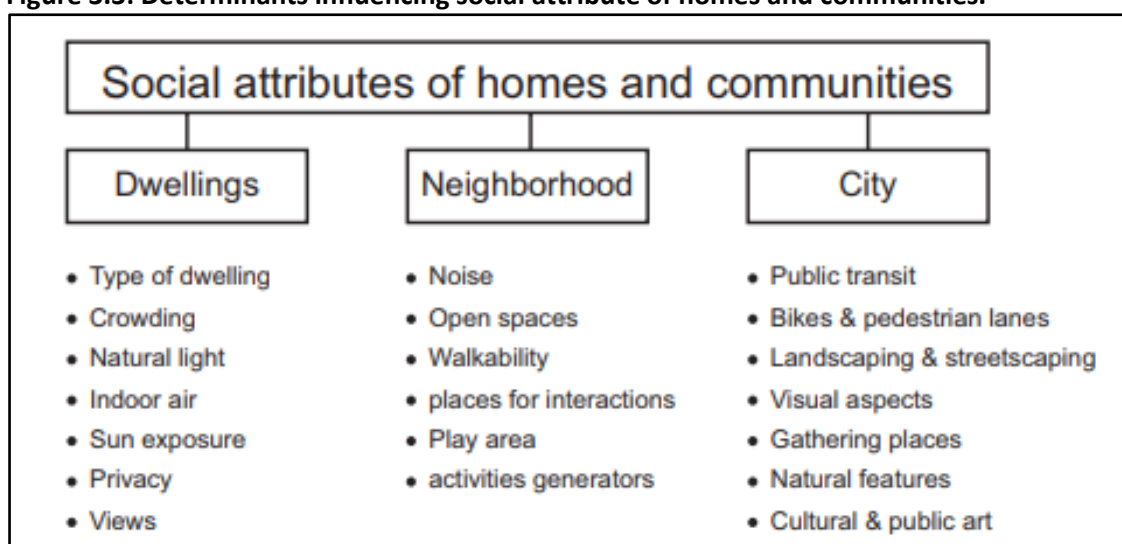 Figure Determinants influencing social attribute of homes and communities.
Social attributes of homes and communities
Dwellings
• Type of dwelling
• Crowding
• Natural light
• Indoor air
• Sun exposure
• Privacy
• Views
Neighborhood
• Noise
• Open spaces
• Walkability
• places for interactions
• Play area
• activities generators
City
• Public transit
• Bikes & pedestrian lanes
• Landscaping & streetscaping
• Visual aspects
• Gathering places
• Natural features
• Cultural & public art